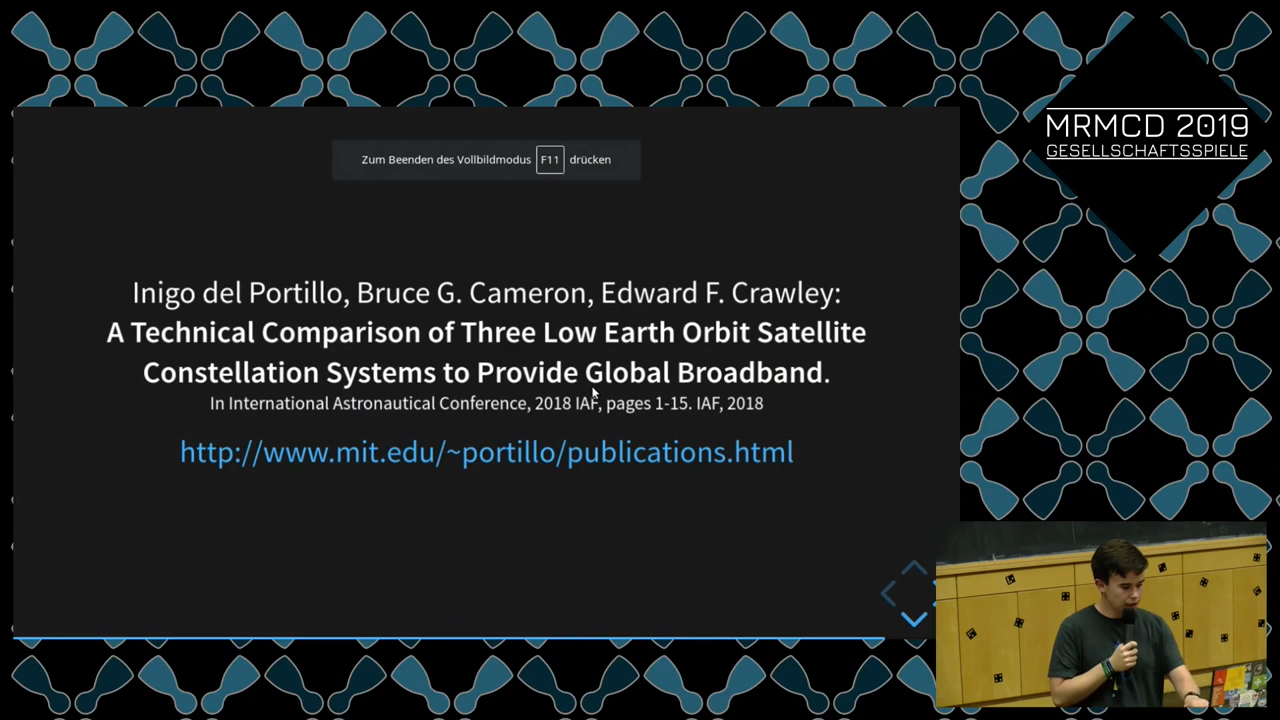 MRMCD 2019
GESELLSCHAFTSSPIELE
Zum Beenden des Vollbildmodus F11 drücken
Inigo del Portillo, Bruce G. Cameron, Edward F. Crawley:
A Technical Comparison of Three Low Earth Orbit Satellite
Constellation Systems to Provide Global Broadband.
In International Astronautical Conference, 2018 IAF, pages 1-15. IAF, 2018
http://www.mit.edu/~portillo/publications.html